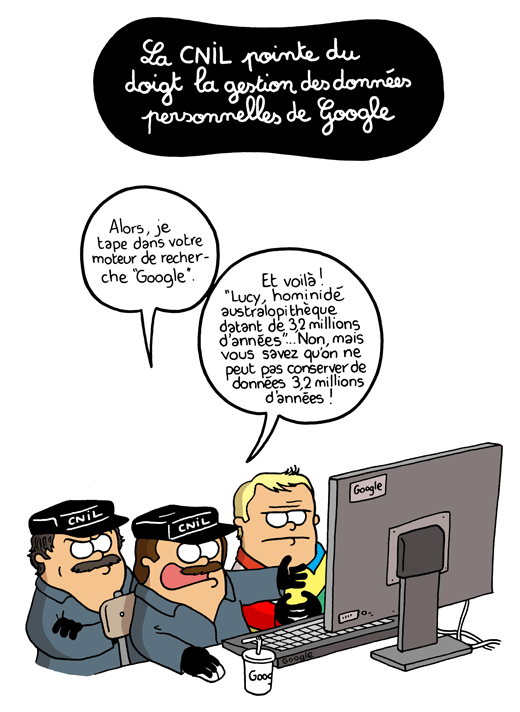 La CNIL pointe du
doigt la gestion des données
personnelles de Google
Alors, je
tape dans votre
moteur de recher-
che "Google".
Et voilà !
"Lucy, hominidé
australopithèque
datant de 3,2 millions
d'années"...Non, mais
vous savez qu'on ne
peut pas conserver de
données 3,2 millions
d'années !
Google
CNIL
CNIL
Google
Goog